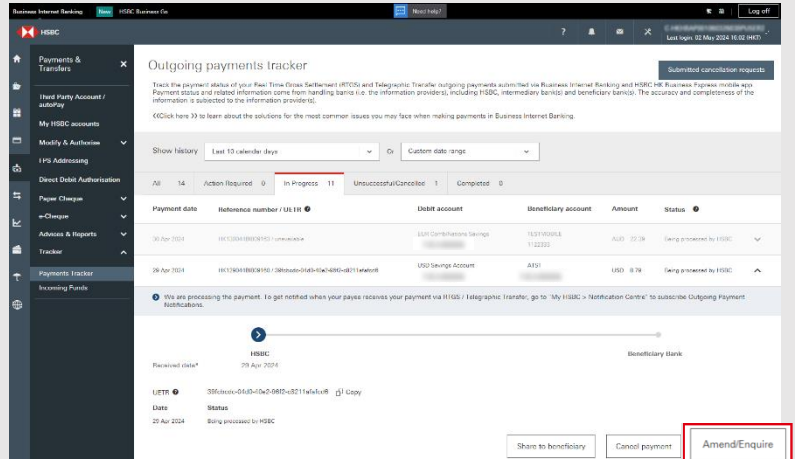 Business Internet Banking New HSBC Business Go
Need help?
Log off
HSBC
Last login: 02 May 2024 16:02 (HKT)
Payments & Transfers
Third Party Account / autoPay
My HSBC accounts
Modify & Authorise
FPS Addressing
Direct Debit Authorisation
Paper Cheque
e-Cheque
Advices & Reports
Tracker
Payments Tracker
Incoming Funds
Outgoing payments tracker
Submitted cancellation requests
Track the payment status of your Real Time Gross Settlement (RTGS) and Telegraphic Transfer outgoing payments submitted via Business Internet Banking and HSBC HK Business Express mobile app
Payment status and related information come from handling banks (i.e. the information providers), including HSBC, intermediary bank(s) and beneficiary bank(s). The accuracy and completeness of the
information is subjected to the information provider(s).
<<Click here >> to learn about the solutions for the most common issues you may face when making payments in Business Internet Banking.
Show history Last 10 calendar days Or Custom date range
All 14 Action Required 0 In Progress 11 Unsuccessful/Cancelled 1 Completed 0
Payment date Reference number / UETR Debit account Beneficiary account Amount Status
30 Apr 2024 / unavailable EUR Combinations Savings 1122333 AUD Being processed by HSBC
29 Apr 2024 USD Savings Account USD 8.79 Being processed by HSBC
We are processing the payment. To get notified when your payee receives your payment via RTGS / Telegraphic Transfer, go to "My HSBC > Notification Centre" to subscribe Outgoing Payment
Notifications.
HSBC Beneficiary Bank
Received date* 29 Apr 2024
UETR Copy
Date Status
29 Apr 2024 Being processed by HSBC
Share to beneficiary Cancel payment Amend/Enquire